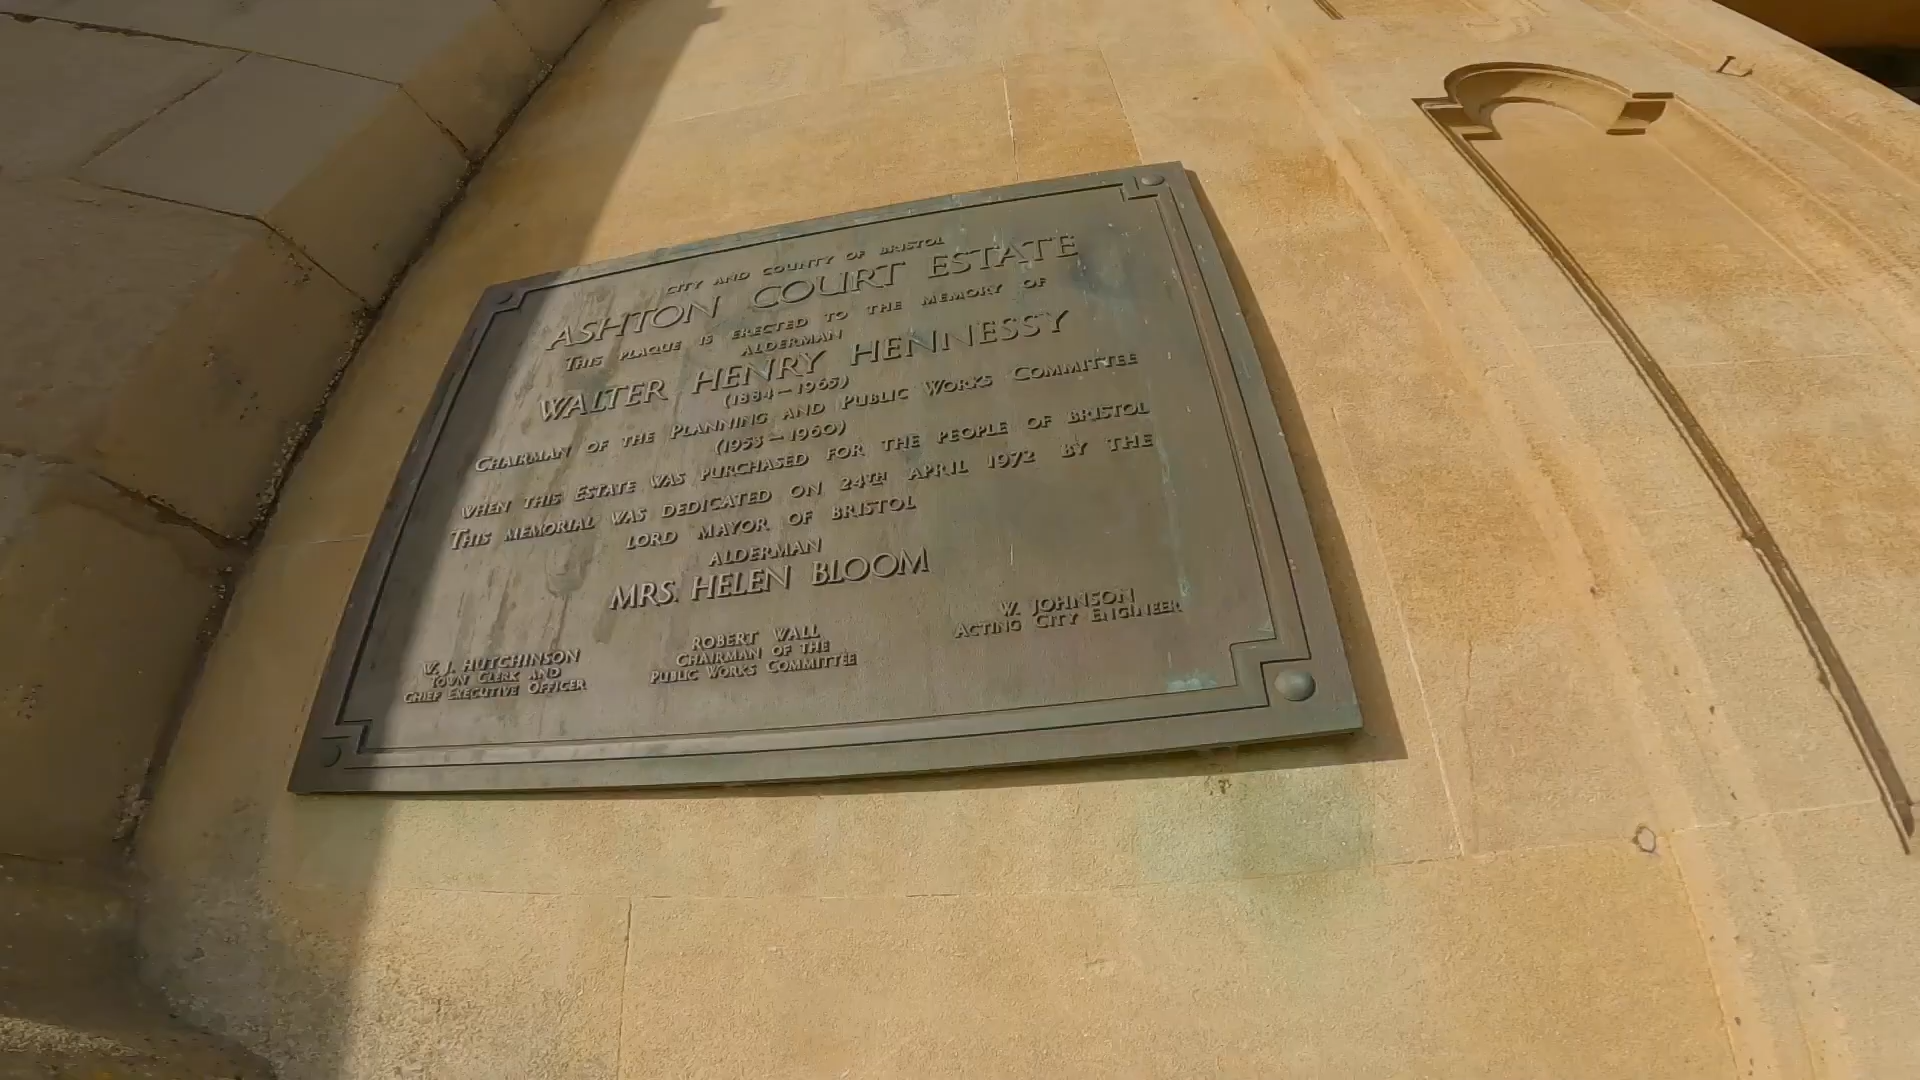 CITY AND COUNTY OF BRISTOL
ASHTON COURT ESTATE
THIS PLAQUE IS ERECTED TO THE MEMORY OF
ALDERMAN
WALTER HENRY HENNESSY
(1884-1965)
CHAIRMAN OF THE PLANNING AND PUBLIC WORKS COMMITTEE
(1953-1960)
WHEN THIS ESTATE WAS PURCHASED FOR THE PEOPLE OF BRISTOL
THIS MEMORIAL WAS DEDICATED ON 24TH APRIL 1972 BY THE
LORD MAYOR OF BRISTOL
ALDERMAN
MRS. HELEN BLOOM
W. J. HUTCHINSON
TOWN CLERK AND
CHIEF EXECUTIVE OFFICER
ROBERT WALL
CHAIRMAN OF THE
PUBLIC WORKS COMMITTEE
W. JOHNSON
ACTING CITY ENGINEER